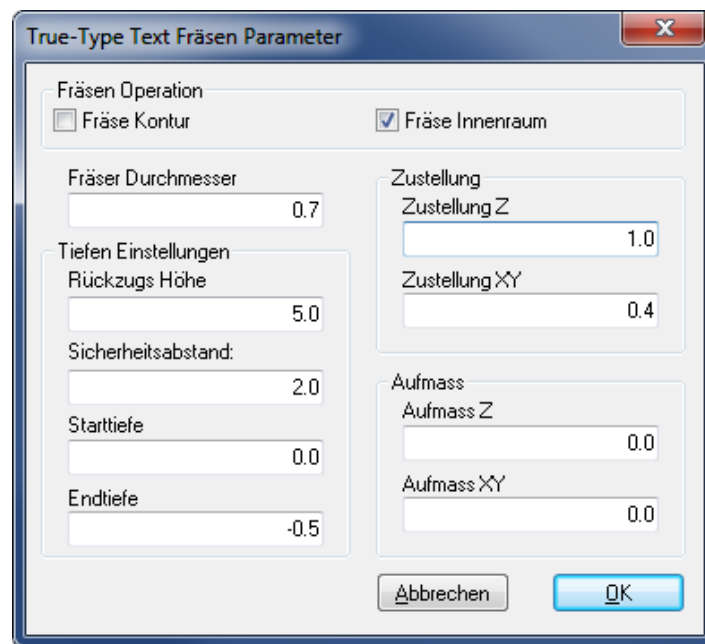 True-Type Text Fräsen Parameter
Fräsen Operation
Fräse Kontur
Fräse Innenraum
Fräser Durchmesser
0.7
Tiefen Einstellungen
Rückzugs Höhe
5.0
Sicherheitsabstand:
2.0
Starttiefe
0.0
Endtiefe
-0.5
Zustellung
Zustellung Z
1.0
Zustellung XY
0.4
Aufmass
Aufmass Z
0.0
Aufmass XY
0.0
Abbrechen
OK